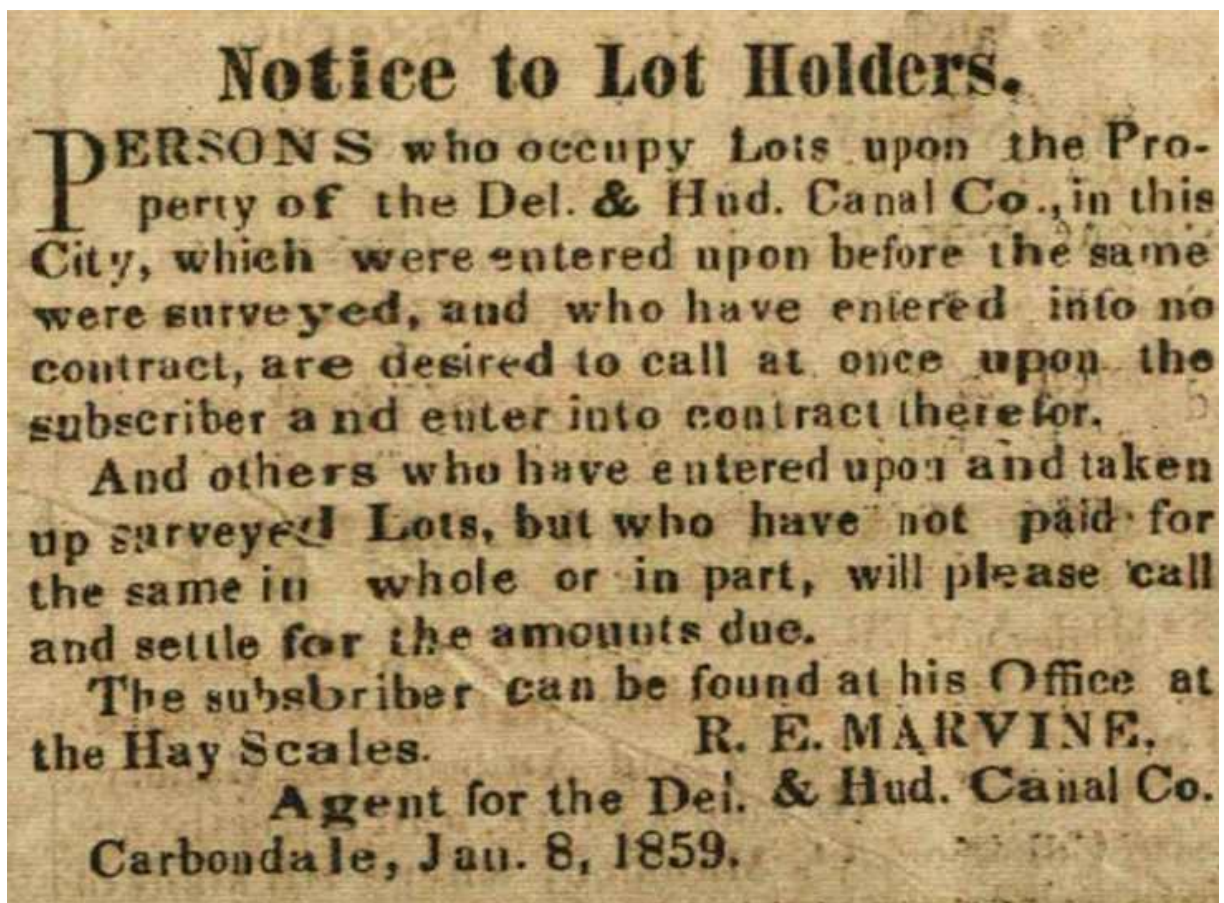 Notice to Lot Holders.
PERSONS who occupy Lots upon the Pro-
perty of the Del. & Hud. Canal Co., in this
City, which were entered upon before the same
were surveyed, and who have entered into no
contract, are desired to call at once upon the
subscriber and enter into contract therefor.
And others who have entered upon and taken
up surveyed Lots, but who have not paid for
the same in whole or in part, will please call
and settle for the amounts due.
The subsbriber can be found at his Office at
the Hay Scales. R. E. MARVINE,
Agent for the Del. & Hud. Canal Co.
Carbondale, Jan. 8, 1859.